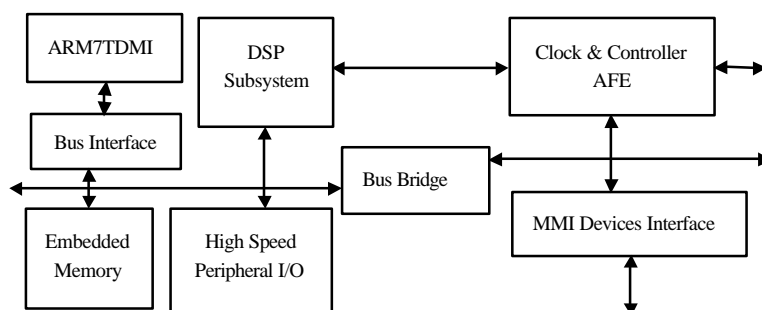 ARM7TDMI
DSP
Subsystem
Clock & Controller
AFE
Bus Interface
Bus Bridge
Embedded
Memory
High Speed
Peripheral I/O
MMI Devices Interface